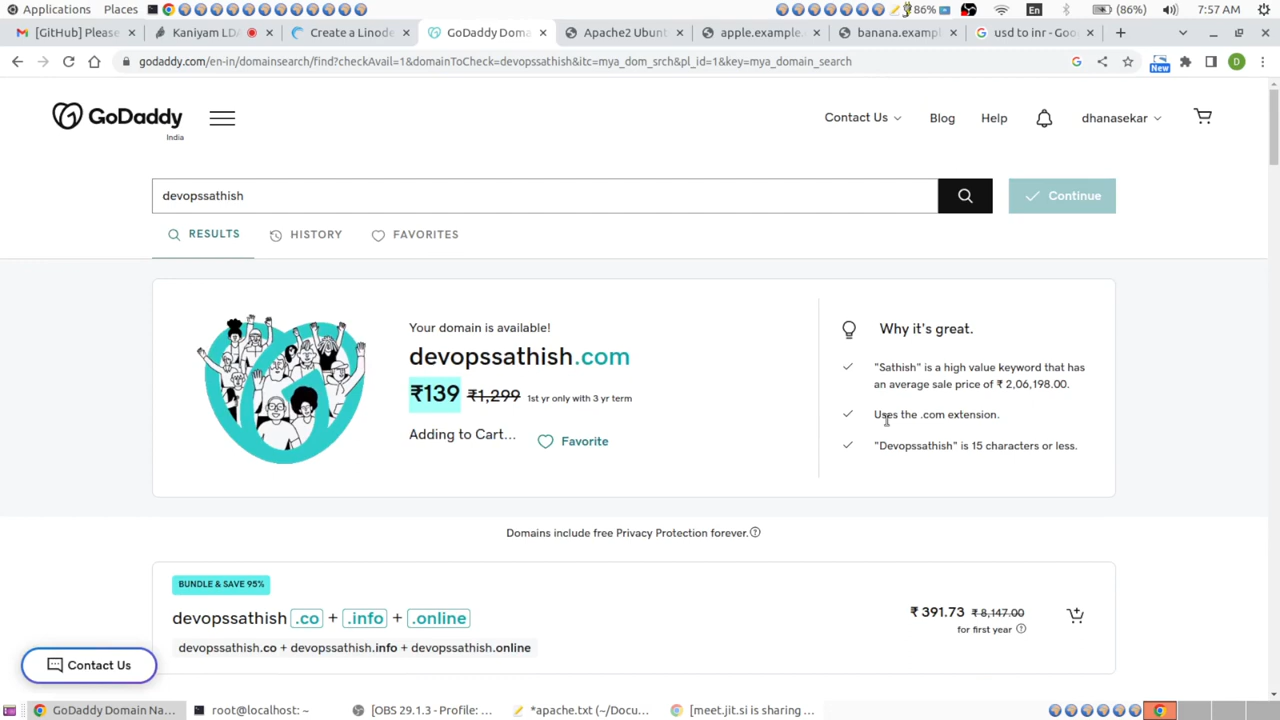 Applications Places 86% En (86%) 7:57 AM
[GitHub] Please Kaniyam LDA Create a Linode GoDaddy Doma Apache2 Ubunt apple.example. banana.exampl usd to inr - Goo
godaddy.com/en-in/domainsearch/find?checkAvail=1&domainToCheck=devopssathish&itc=mya_dom_srch&pl_id=1&key=mya_domain_search New D
GoDaddy
India
Contact Us Blog Help dhanasekar
devopssathish Continue
RESULTS HISTORY FAVORITES
Your domain is available!
devopssathish.com
₹139 ₹1,299 1st yr only with 3 yr term
Adding to Cart... Favorite
Why it's great.
"Sathish" is a high value keyword that has
an average sale price of ₹ 2,06,198.00.
Uses the .com extension.
"Devopssathish" is 15 characters or less.
Domains include free Privacy Protection forever.
BUNDLE & SAVE 95%
devopssathish .co + .info + .online
devopssathish.co + devopssathish.info + devopssathish.online
₹ 391.73 ₹ 8,147.00
for first year
Contact Us
GoDaddy Domain Na... root@localhost: ~ [OBS 29.1.3 - Profile: ... *apache.txt (~/Docu... [meet.jit.si is sharing ...